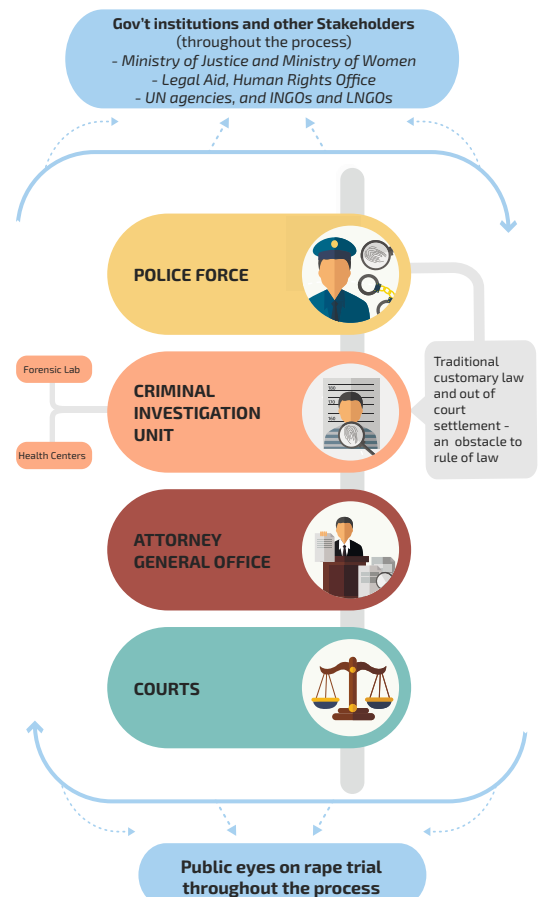 Gov't institutions and other Stakeholders
(throughout the process)
- Ministry of Justice and Ministry of Women
- Legal Aid, Human Rights Office
- UN agencies, and INGOs and LNGOs
POLICE FORCE
Forensic Lab
Health Centers
CRIMINAL
INVESTIGATION
UNIT
180
170
160
Traditional
customary law
and out of
court
settlement -
an obstacle to
rule of law
ATTORNEY
GENERAL OFFICE
COURTS
Public eyes on rape trial
throughout the process